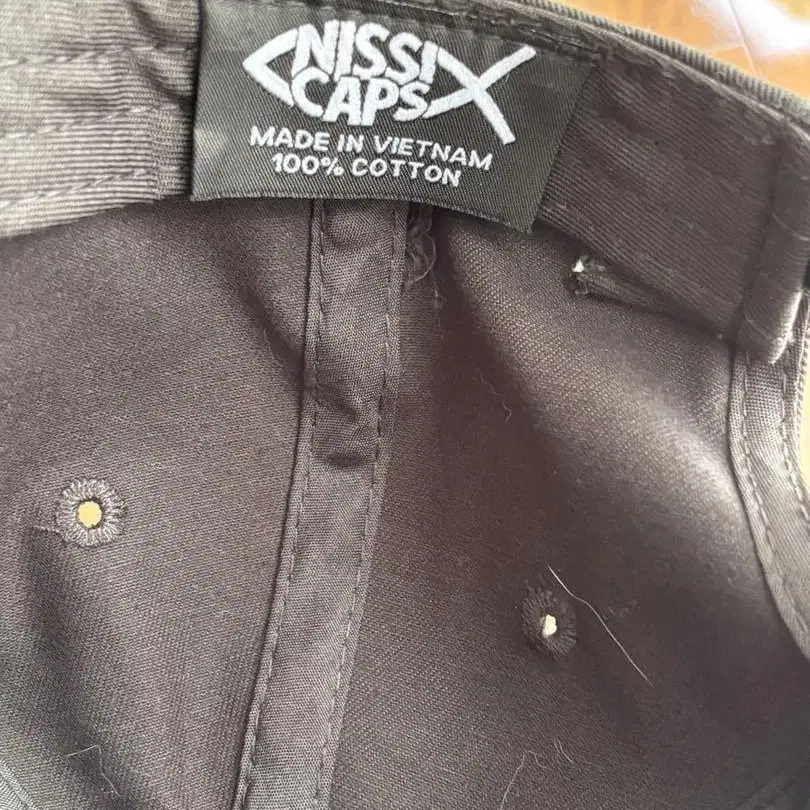 NISSI
CAPS
MADE IN VIETNAM
100% COTTON